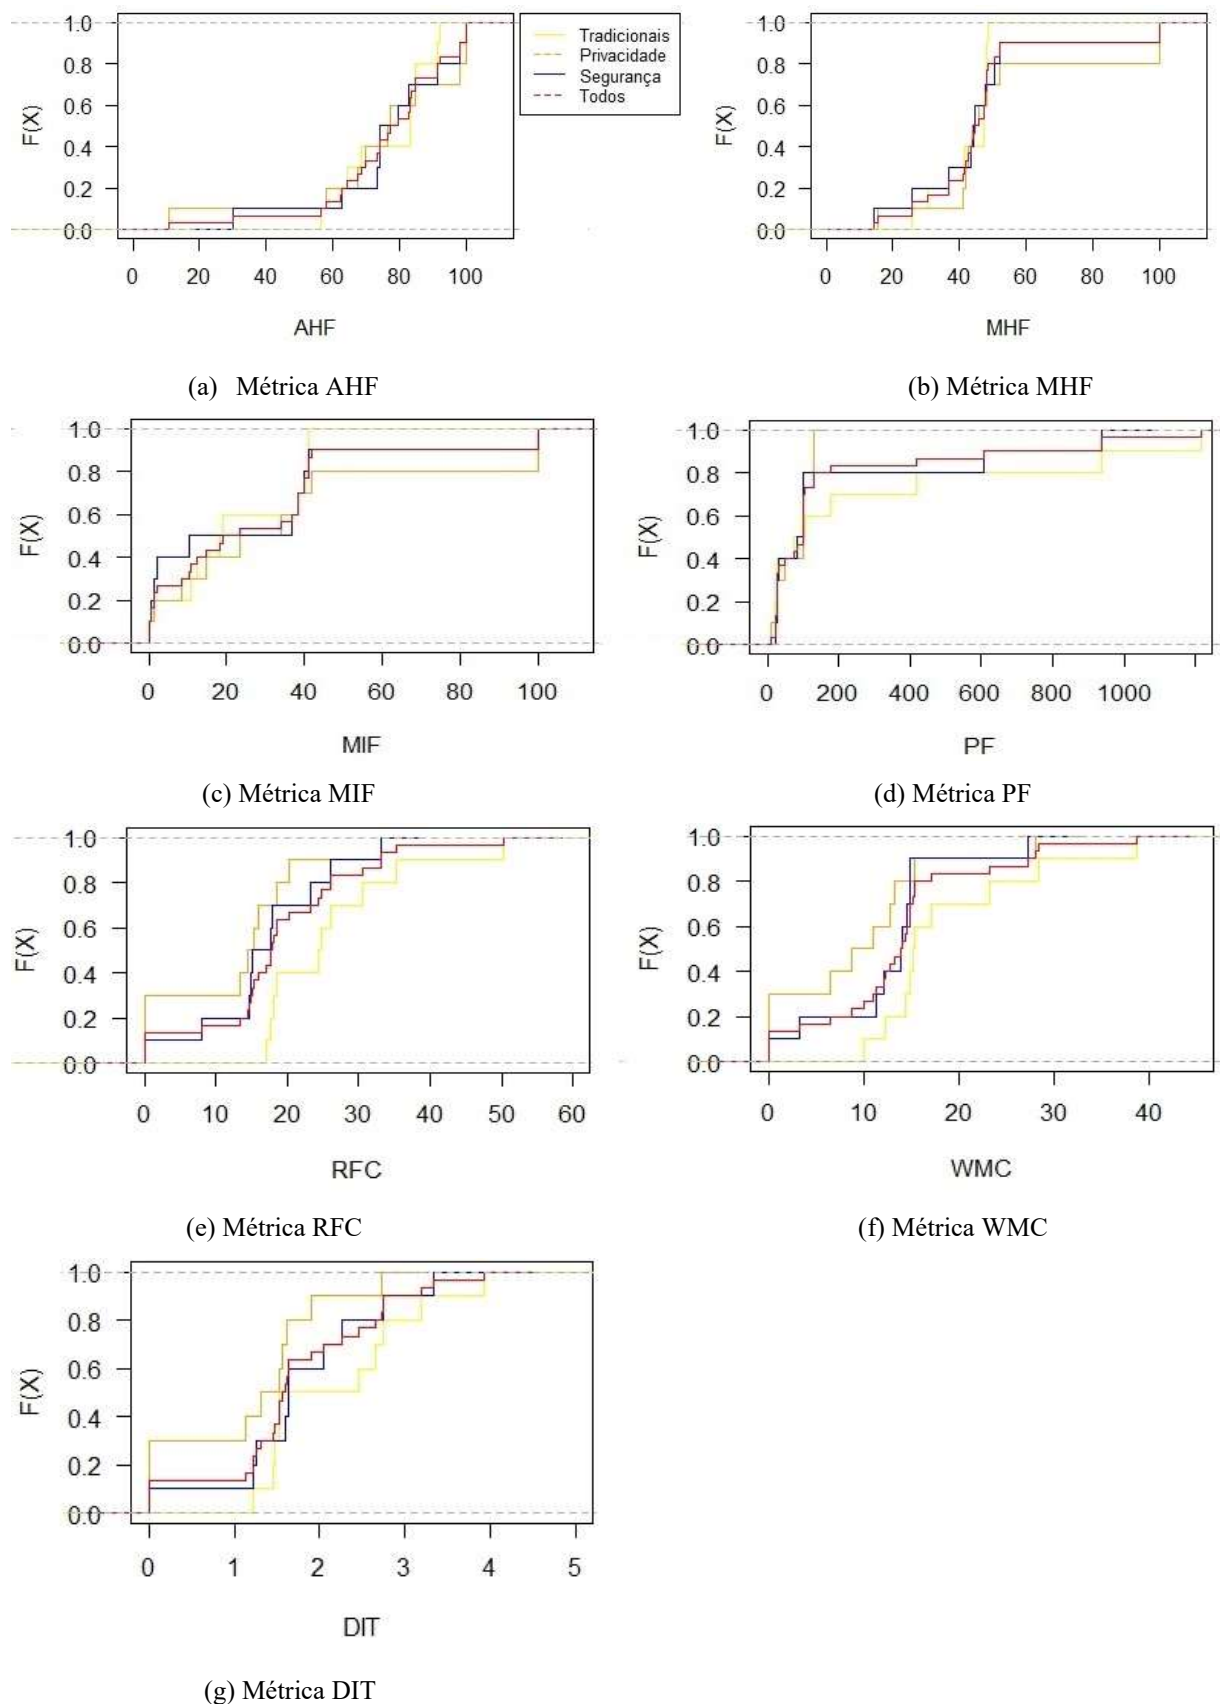 1.0
0.8
0.6
0.4
0.2
0.0
F(X)
0 20 40 60 80 100
AHF
Tradicionais
Privacidade
Segurança
Todos
(a) Métrica AHF
1.0
0.8
0.6
0.4
0.2
0.0
F(X)
0 20 40 60 80 100
MHF
(b) Métrica MHF
1.0
0.8
0.6
0.4
0.2
0.0
F(X)
0 20 40 60 80 100
MIF
(c) Métrica MIF
1.0
0.8
0.6
0.4
0.2
0.0
F(X)
0 200 400 600 800 1000
PF
(d) Métrica PF
1.0
0.8
0.6
0.4
0.2
0.0
F(X)
0 10 20 30 40 50 60
RFC
(e) Métrica RFC
1.0
0.8
0.6
0.4
0.2
0.0
F(X)
0 10 20 30 40
WMC
(f) Métrica WMC
1.0
0.8
0.6
0.4
0.2
0.0
F(X)
0 1 2 3 4 5
DIT
(g) Métrica DIT